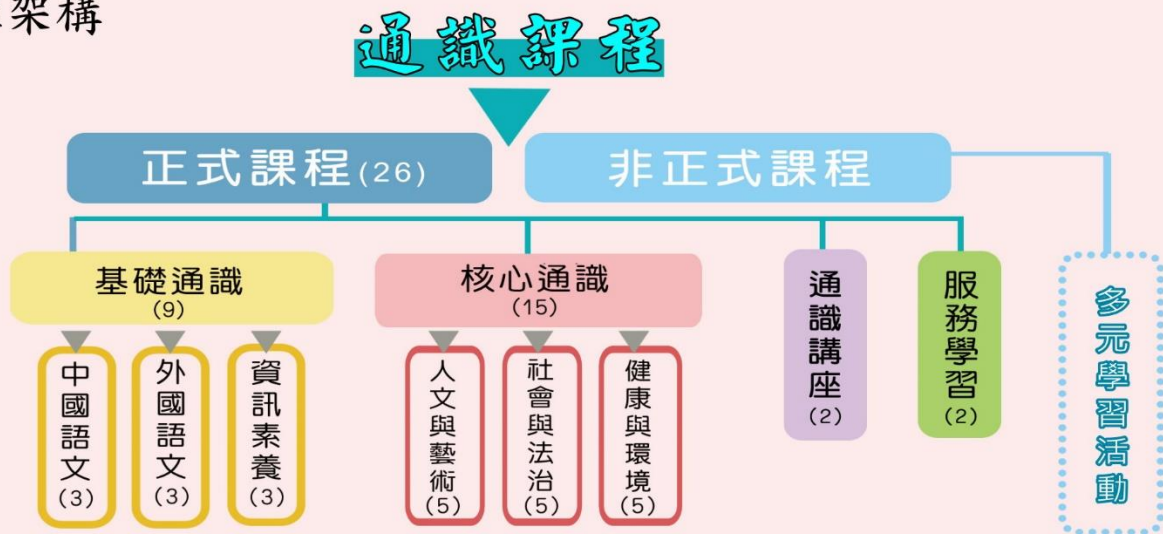 架構
通識課程
正式課程(26)
非正式課程
基礎通識
(9)
核心通識
(15)
通識講座
(2)
服務學習
(2)
多元學習活動
中國語文
(3)
外國語文
(3)
資訊素養
(3)
人文與藝術
(5)
社會與法治
(5)
健康與環境
(5)